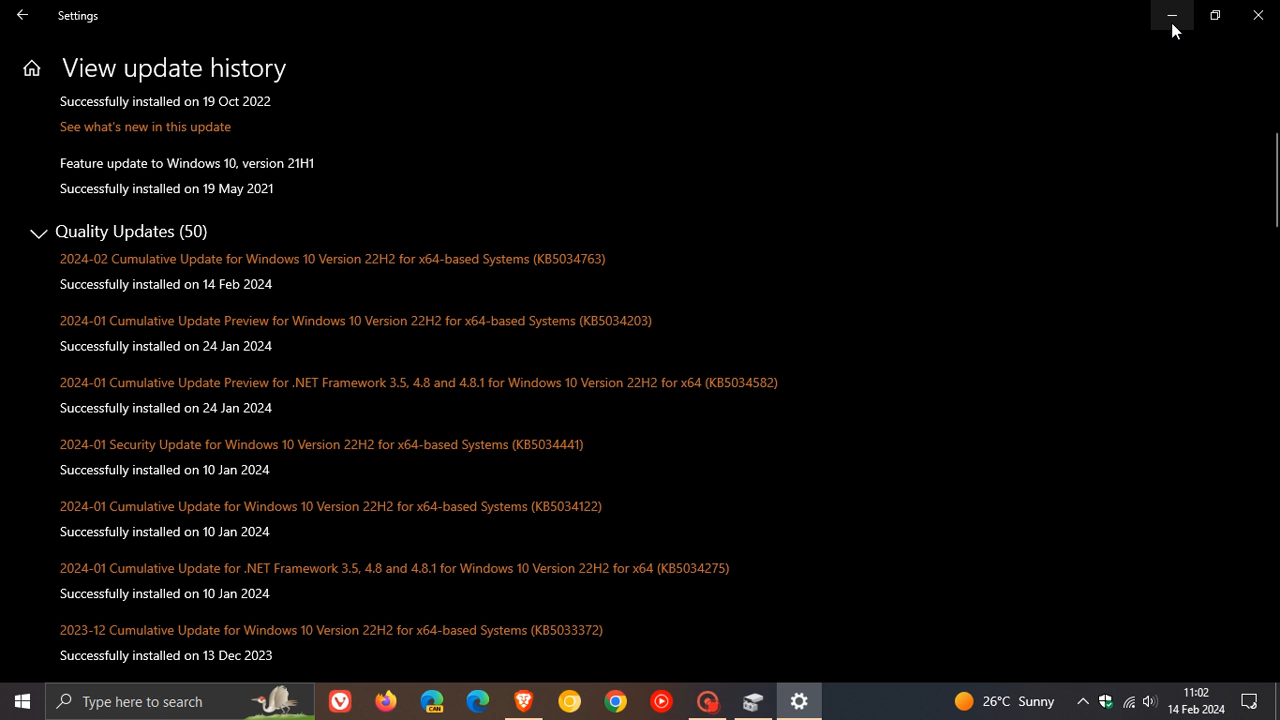 Settings
View update history
Successfully installed on 19 Oct 2022
See what's new in this update
Feature update to Windows 10, version 21H1
Successfully installed on 19 May 2021
Quality Updates (50)
2024-02 Cumulative Update for Windows 10 Version 22H2 for x64-based Systems (KB5034763)
Successfully installed on 14 Feb 2024
2024-01 Cumulative Update Preview for Windows 10 Version 22H2 for x64-based Systems (KB5034203)
Successfully installed on 24 Jan 2024
2024-01 Cumulative Update Preview for .NET Framework 3.5, 4.8 and 4.8.1 for Windows 10 Version 22H2 for x64 (KB5034582)
Successfully installed on 24 Jan 2024
2024-01 Security Update for Windows 10 Version 22H2 for x64-based Systems (KB5034441)
Successfully installed on 10 Jan 2024
2024-01 Cumulative Update for Windows 10 Version 22H2 for x64-based Systems (KB5034122)
Successfully installed on 10 Jan 2024
2024-01 Cumulative Update for .NET Framework 3.5, 4.8 and 4.8.1 for Windows 10 Version 22H2 for x64 (KB5034275)
Successfully installed on 10 Jan 2024
2023-12 Cumulative Update for Windows 10 Version 22H2 for x64-based Systems (KB5033372)
Successfully installed on 13 Dec 2023
Type here to search
CAN
26°C Sunny
11:02
14 Feb 2024